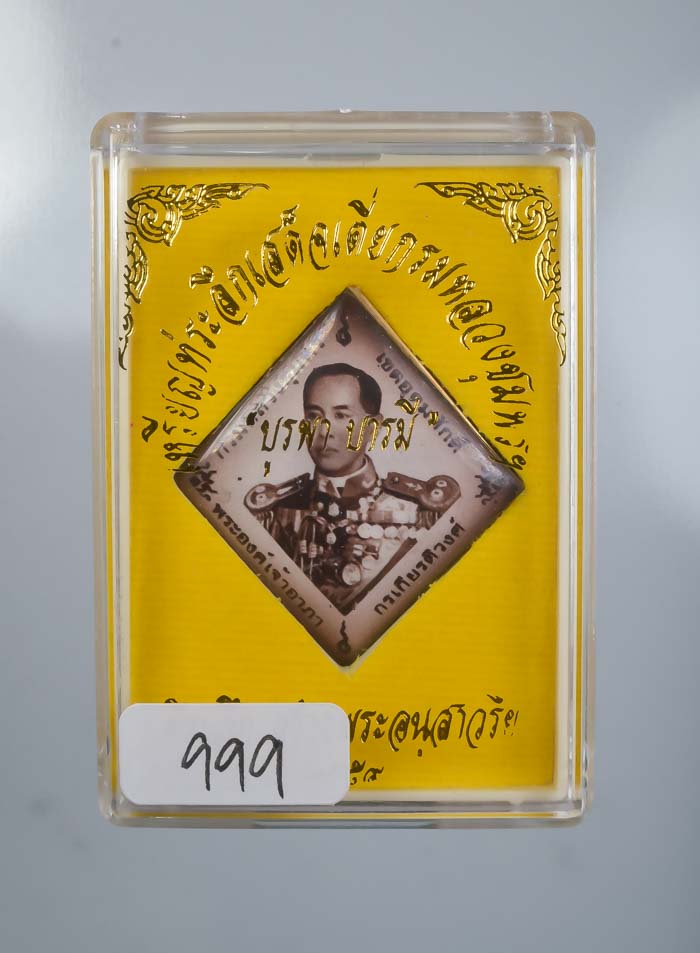 เหรียญที่ระลึกเสด็จเตี่ยกรมหลวงชุมพรฯ
"บุรพา บารมี"
เขตอุดมศักดิ์
พระองค์เจ้าอาภา
กรเกียรติวงศ์
พระอนุสาวรีย์
999